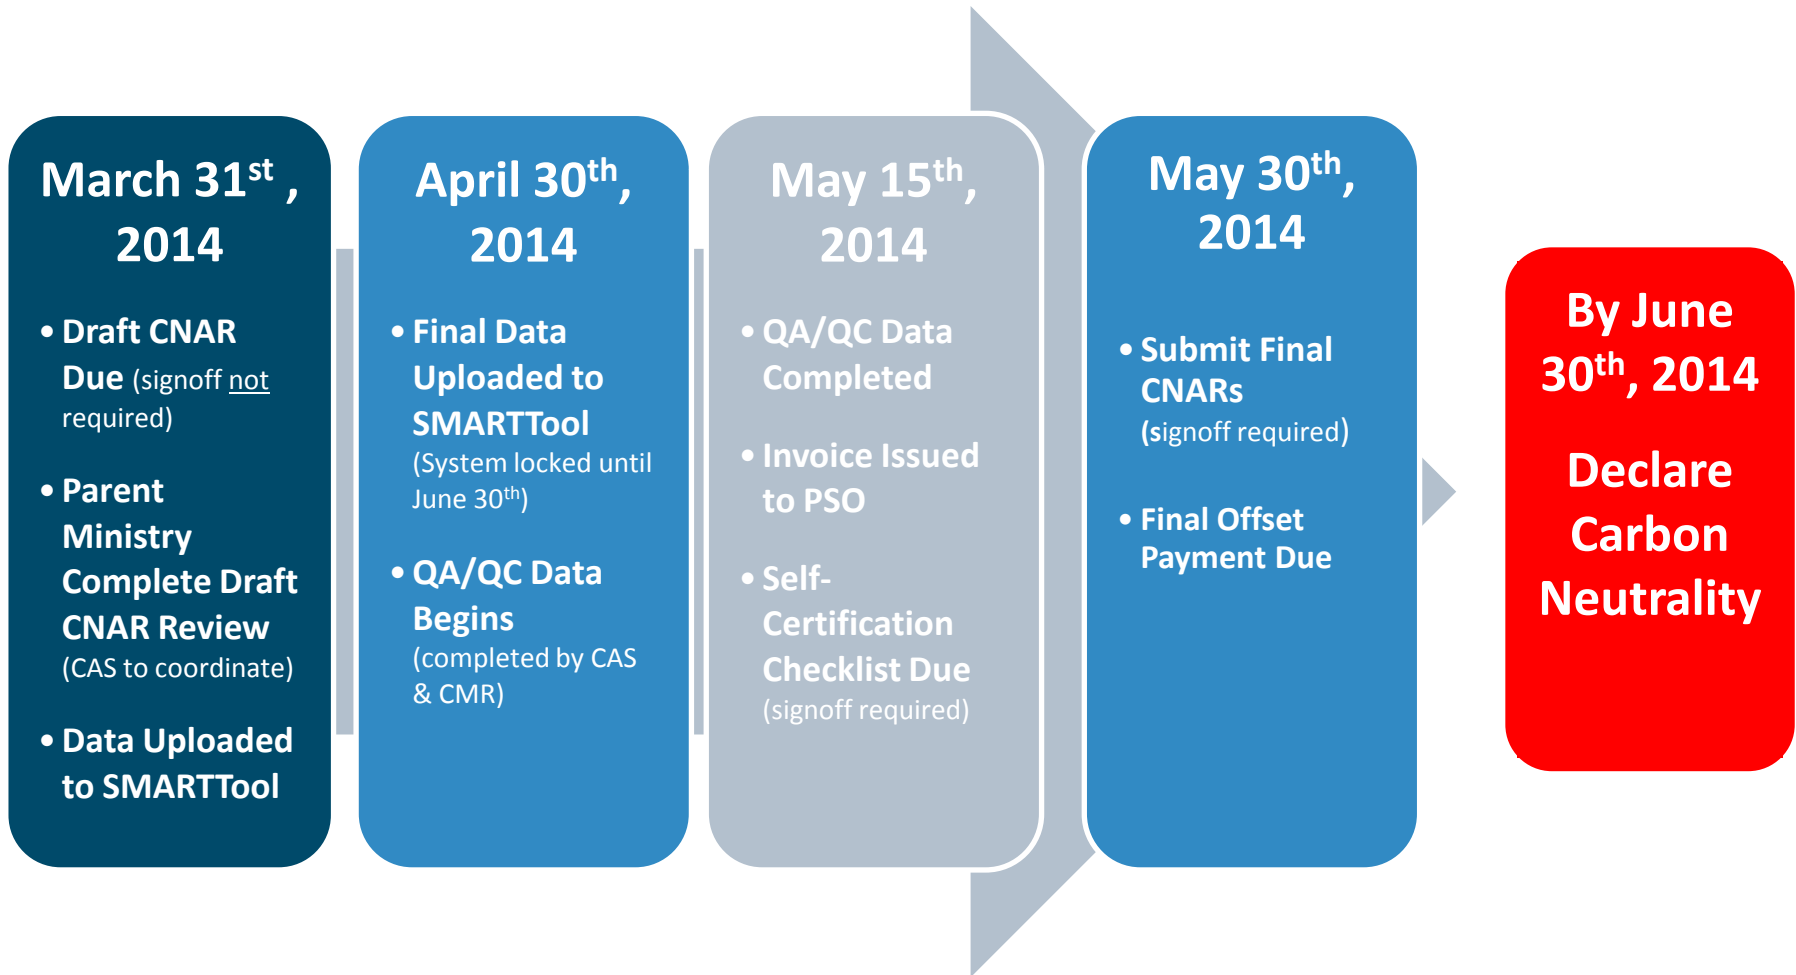 March 31st ,
2014
• Draft CNAR
Due (signoff not
required)
• Parent
Ministry
Complete Draft
CNAR Review
(CAS to coordinate)
• Data Uploaded
to SMARTTool
April 30th,
2014
• Final Data
Uploaded to
SMARTTool
(System locked until
June 30th)
• QA/QC Data
Begins
(completed by CAS
& CMR)
May 15th,
2014
• QA/QC Data
Completed
• Invoice Issued
to PSO
• Self-
Certification
Checklist Due
(signoff required)
May 30th,
2014
• Submit Final
CNARs
(signoff required)
• Final Offset
Payment Due
By June
30th, 2014
Declare
Carbon
Neutrality